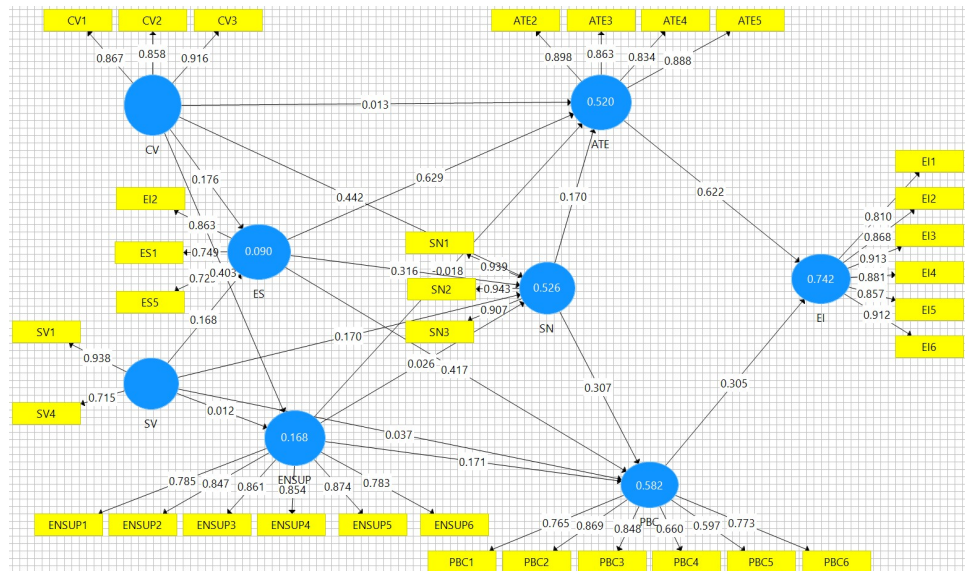 CV1 CV2 CV3 ATE2 ATE3 ATE4 ATE5
0.867 0.858 0.916 0.898 0.863 0.834 0.888
0.013 0.520
CV ATE
EI1
0.176 0.629 0.170 0.622
EI2 0.442 0.810 EI2
0.863 0.868
SN1 EI3
ES1 0.749 0.090 0.939 0.913
0.403 0.316 -0.018 0.742 0.881 EI4
ES5 ES SN2 0.943 0.526 0.857
0.907 EI EI5
SV1 0.168 SN3 SN 0.912
0.170 EI6
0.938 0.026
0.417
0.715 0.307 0.305
SV4 SV 0.012
0.037
0.168
0.171
ENSUP
0.785 0.847 0.861 0.854 0.874 0.783 0.582
PBC
ENSUP1 ENSUP2 ENSUP3 ENSUP4 ENSUP5 ENSUP6
0.765 0.869 0.848 0.660 0.597 0.773
PBC1 PBC2 PBC3 PBC4 PBC5 PBC6